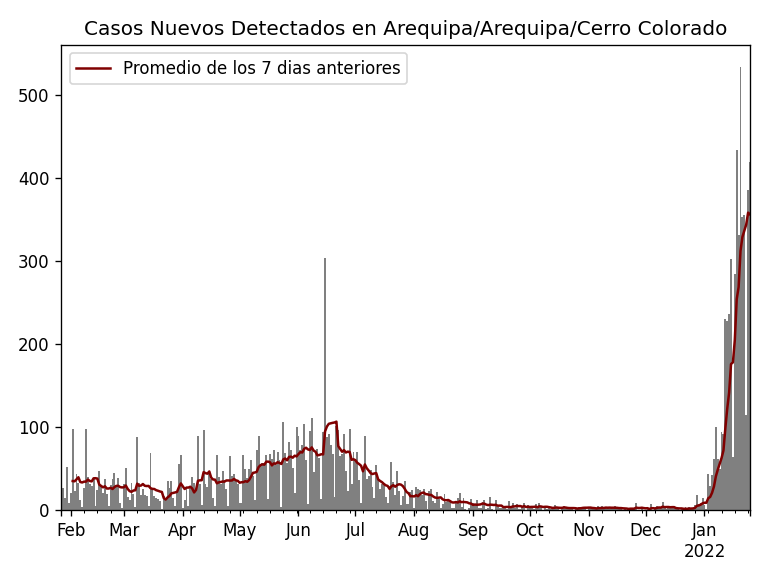 Casos Nuevos Detectados en Arequipa/Arequipa/Cerro Colorado
Promedio de los 7 dias anteriores
500
400
300
200
100
0
Feb Mar Apr May Jun Jul Aug Sep Oct Nov Dec Jan
2022